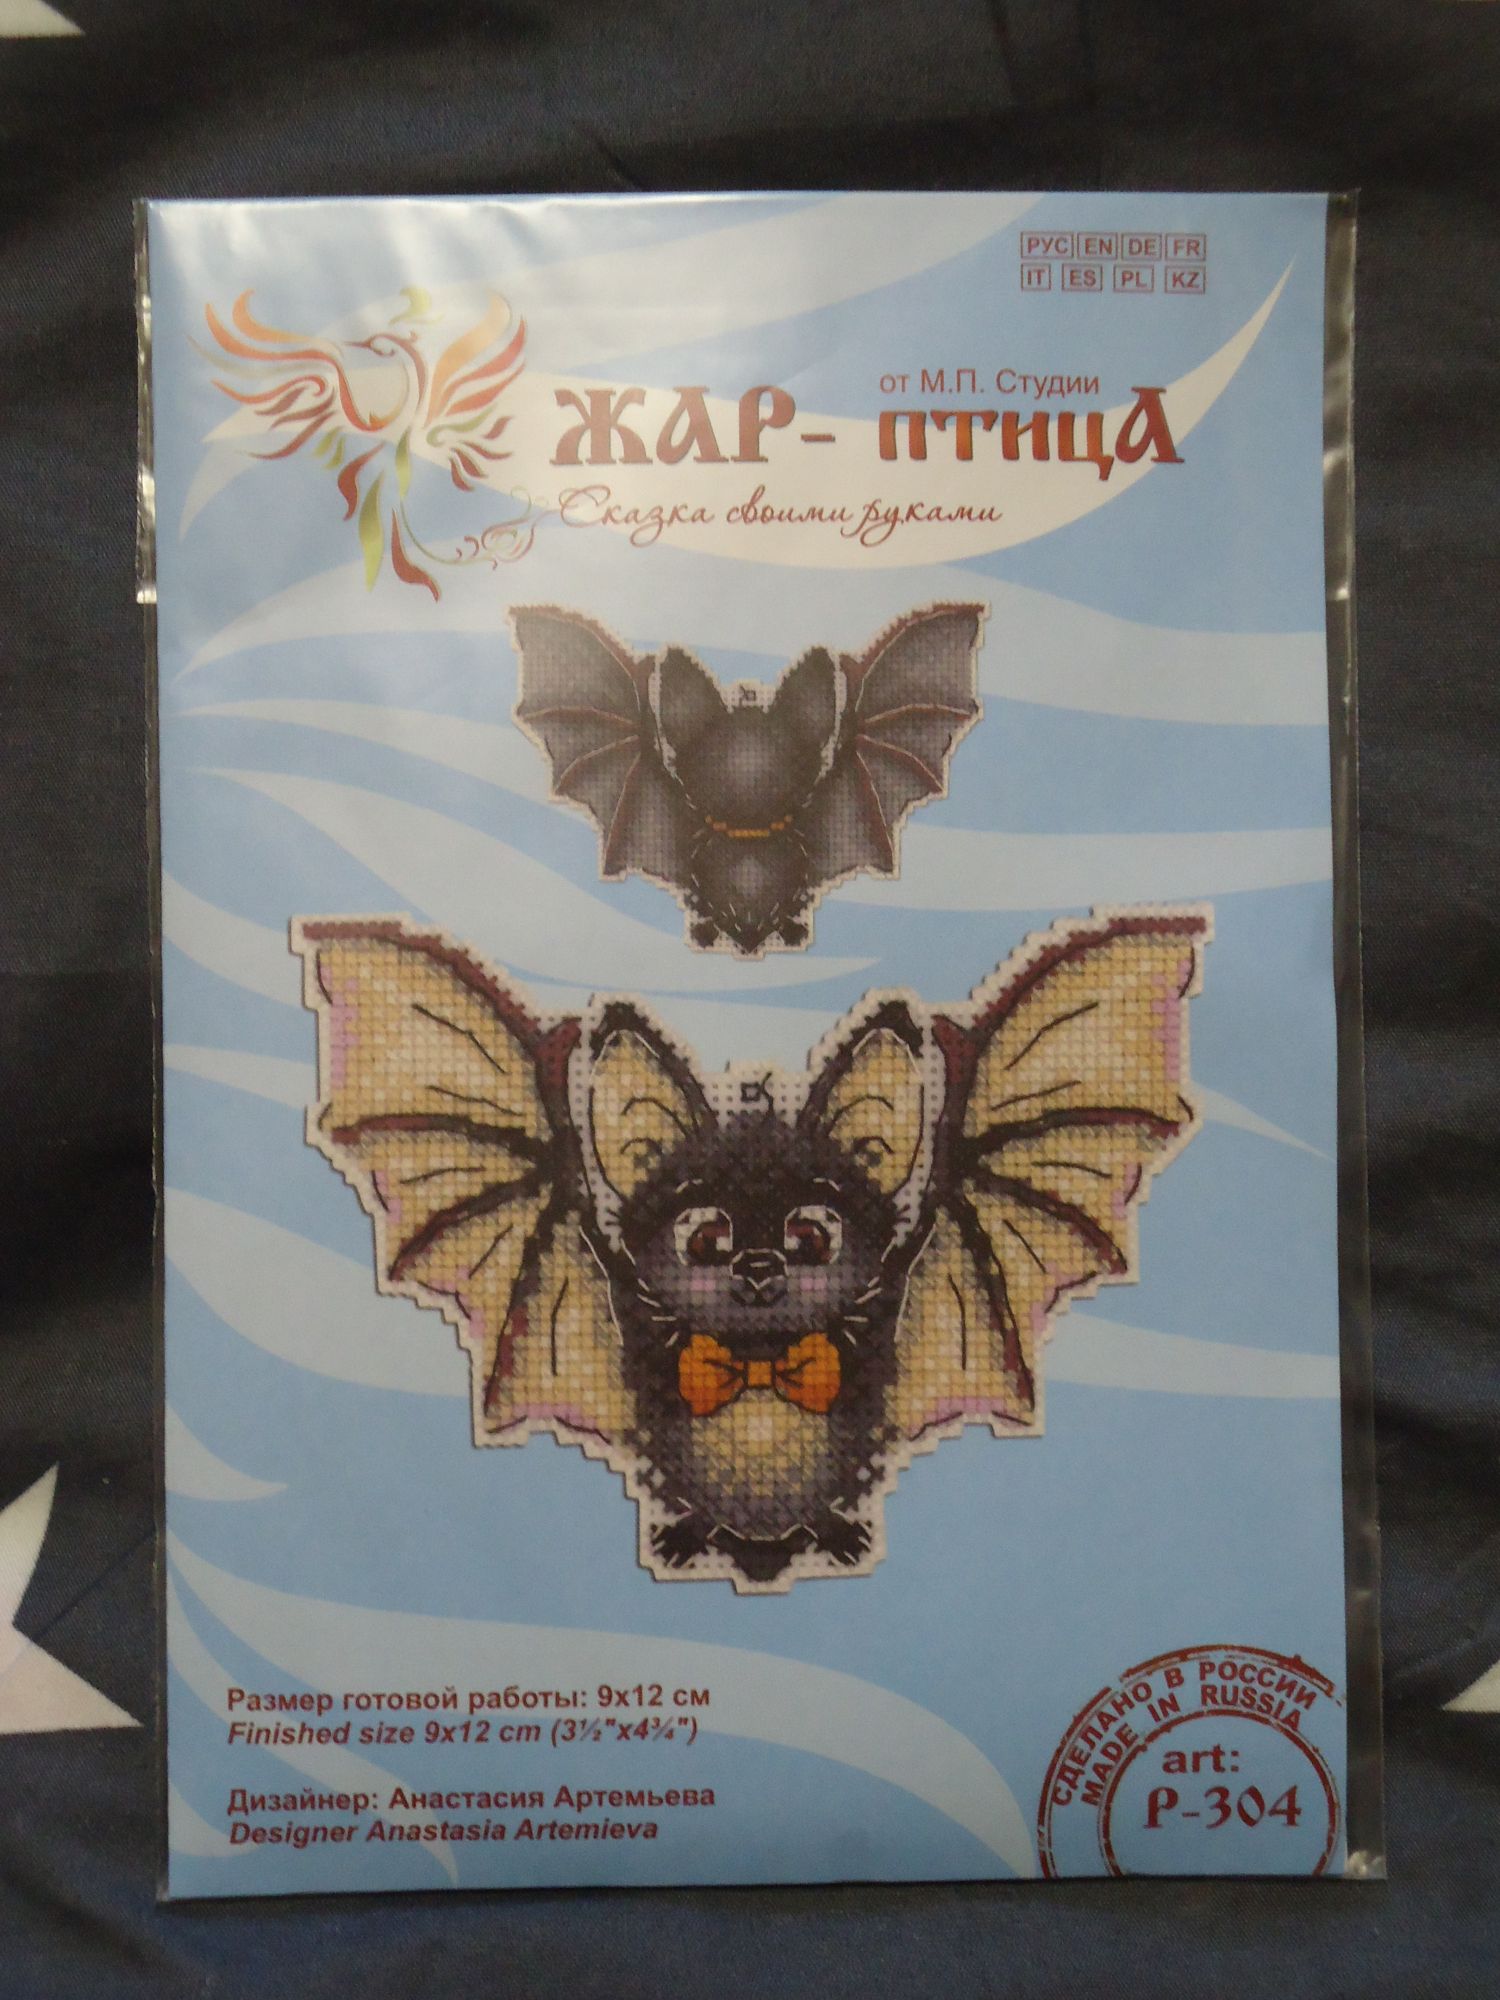 РУС EN DE FR
IT ES PL KZ
от М.П. Студии
ЖАР-ПТИЦА
Сказка своими руками
Размер готовой работы: 9х12 см
Finished size 9x12 cm (3½"x4¾")
Дизайнер: Анастасия Артемьева
Designer Anastasia Artemieva
СДЕЛАНО В РОССИИ
MADE IN RUSSIA
art:
Р-304